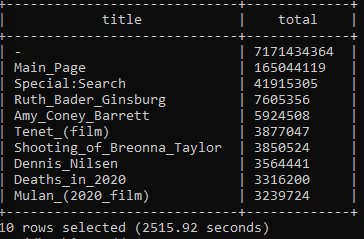 title total
- 7171434364
Main_Page 165044119
Special:Search 41915305
Ruth_Bader_Ginsburg 7605356
Amy_Coney_Barrett 5924508
Tenet_(film) 3877047
Shooting_of_Breonna_Taylor 3850524
Dennis_Nilsen 3564441
Deaths_in_2020 3316200
Mulan_(2020_film) 3239724
10 rows selected (2515.92 seconds)